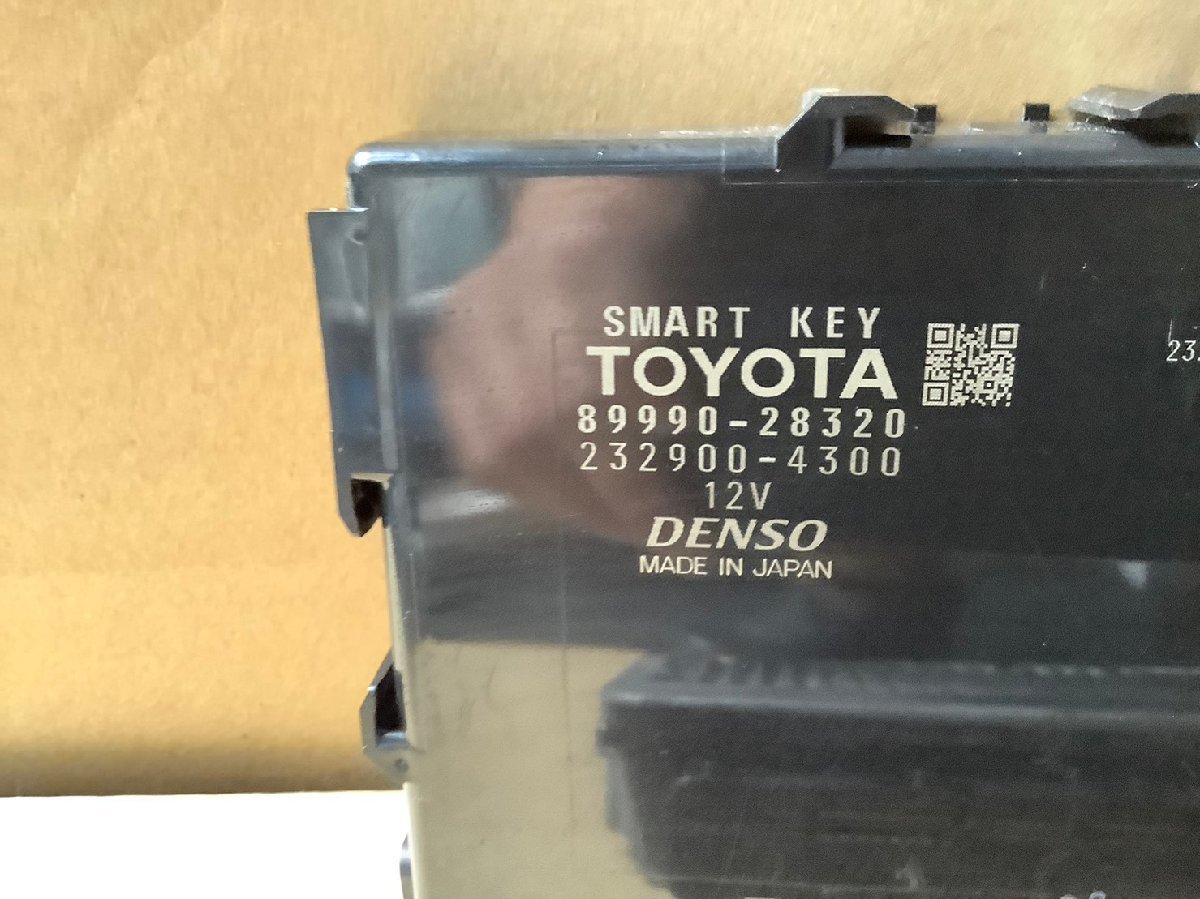 SMART KEY
TOYOTA
89990-28320
232900-4300
12V
DENSO
MADE IN JAPAN